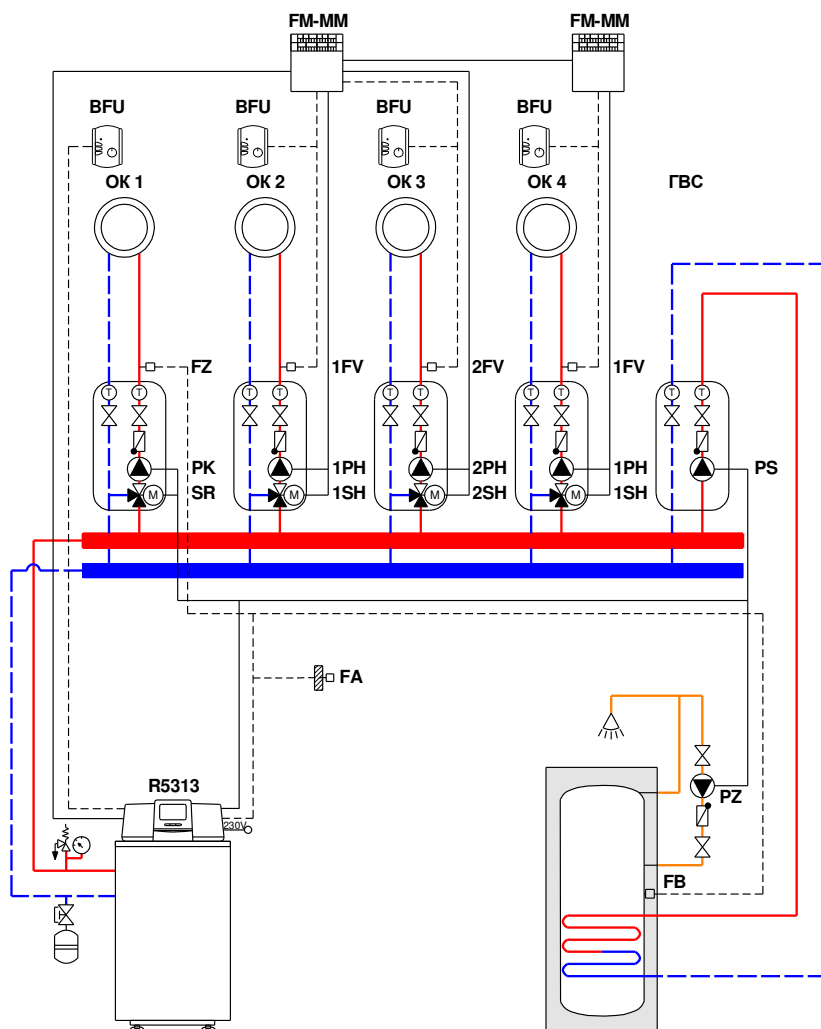 FM-MM FM-MM
BFU BFU BFU BFU
ОК 1 ОК 2 ОК 3 ОК 4 ГВС
FZ 1FV 2FV 1FV
T T T T T T T T T T
PK 1PH 2PH 1PH PS
M M M M
SR 1SH 2SH 1SH
FA
R5313
PZ
230V
FB